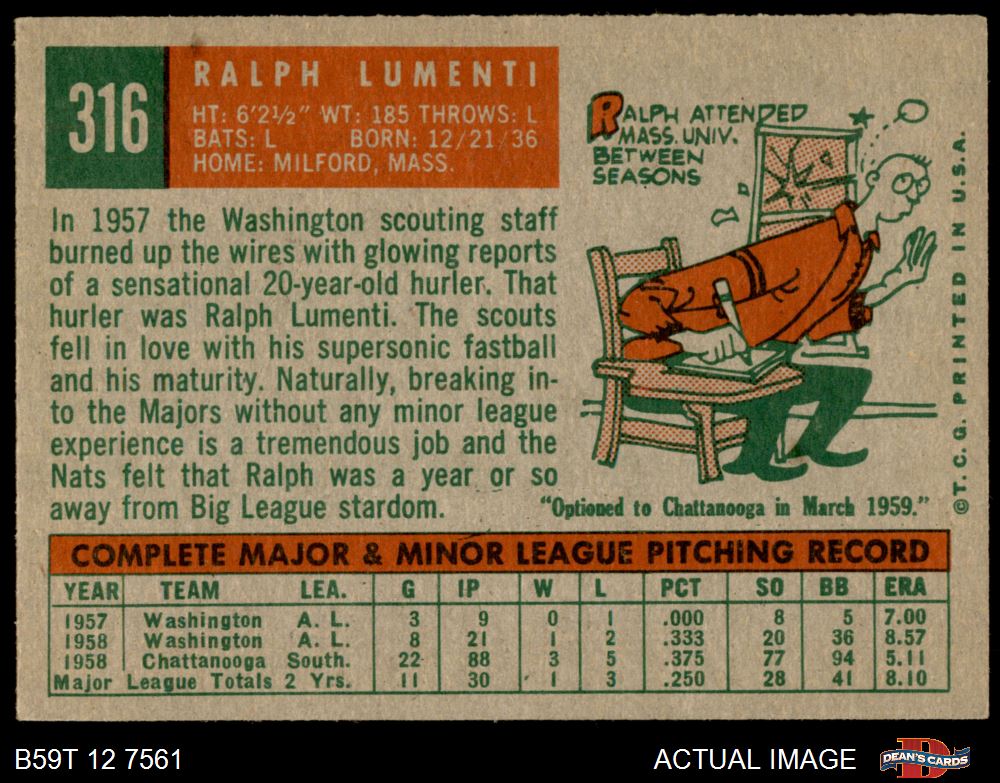 316
RALPH LUMENTI
HT: 6'2½" WT: 185 THROWS: L
BATS: L BORN: 12/21/36
HOME: MILFORD, MASS.
RALPH ATTENDED
MASS. UNIV.
BETWEEN
SEASONS
In 1957 the Washington scouting staff
burned up the wires with glowing reports
of a sensational 20-year-old hurler. That
hurler was Ralph Lumenti. The scouts
fell in love with his supersonic fastball
and his maturity. Naturally, breaking in-
to the Majors without any minor league
experience is a tremendous job and the
Nats felt that Ralph was a year or so
away from Big League stardom.
"Optioned to Chattanooga in March 1959."
© T. C. G. PRINTED IN U. S. A.
COMPLETE MAJOR & MINOR LEAGUE PITCHING RECORD
YEAR TEAM LEA. G IP W L PCT SO BB ERA
1957 Washington A. L. 3 9 0 1 .000 8 5 7.00
1958 Washington A. L. 8 21 1 2 .333 20 36 8.57
1958 Chattanooga South. 22 88 3 5 .375 77 94 5.11
Major League Totals 2 Yrs. 11 30 1 3 .250 28 41 8.10
B59T 12 7561
ACTUAL IMAGE
DEAN'S CARDS